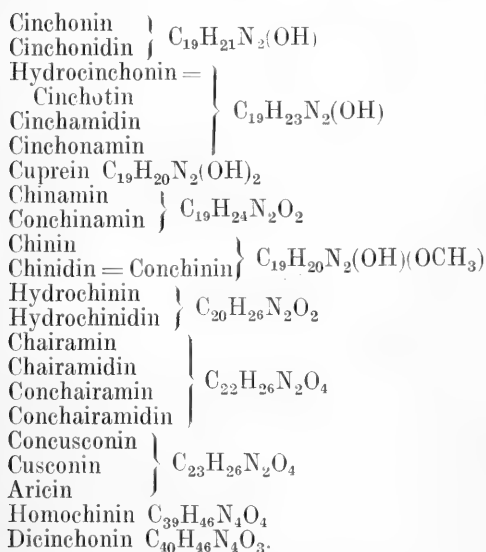 Cinchonin
Cinchonidin } C₁₉H₂₁N₂(OH)
Hydrocinchonin =
Cinchotin
Cinchamidin
Cinchonamin } C₁₉H₂₃N₂(OH)
Cuprein C₁₉H₂₀N₂(OH)₂
Chinamin
Conchinamin } C₁₉H₂₄N₂O₂
Chinin
Chinidin = Conchinin } C₁₉H₂₀N₂(OH)(OCH₃)
Hydrochinin
Hydrochinidin } C₂₀H₂₆N₂O₂
Chairamin
Chairamidin
Conchairamin
Conchairamidin } C₂₂H₂₆N₂O₄
Concusconin
Cusconin
Aricin } C₂₃H₂₆N₂O₄
Homochinin C₃₉H₄₆N₄O₄
Dicinchonin C₄₀H₄₆N₄O₃.